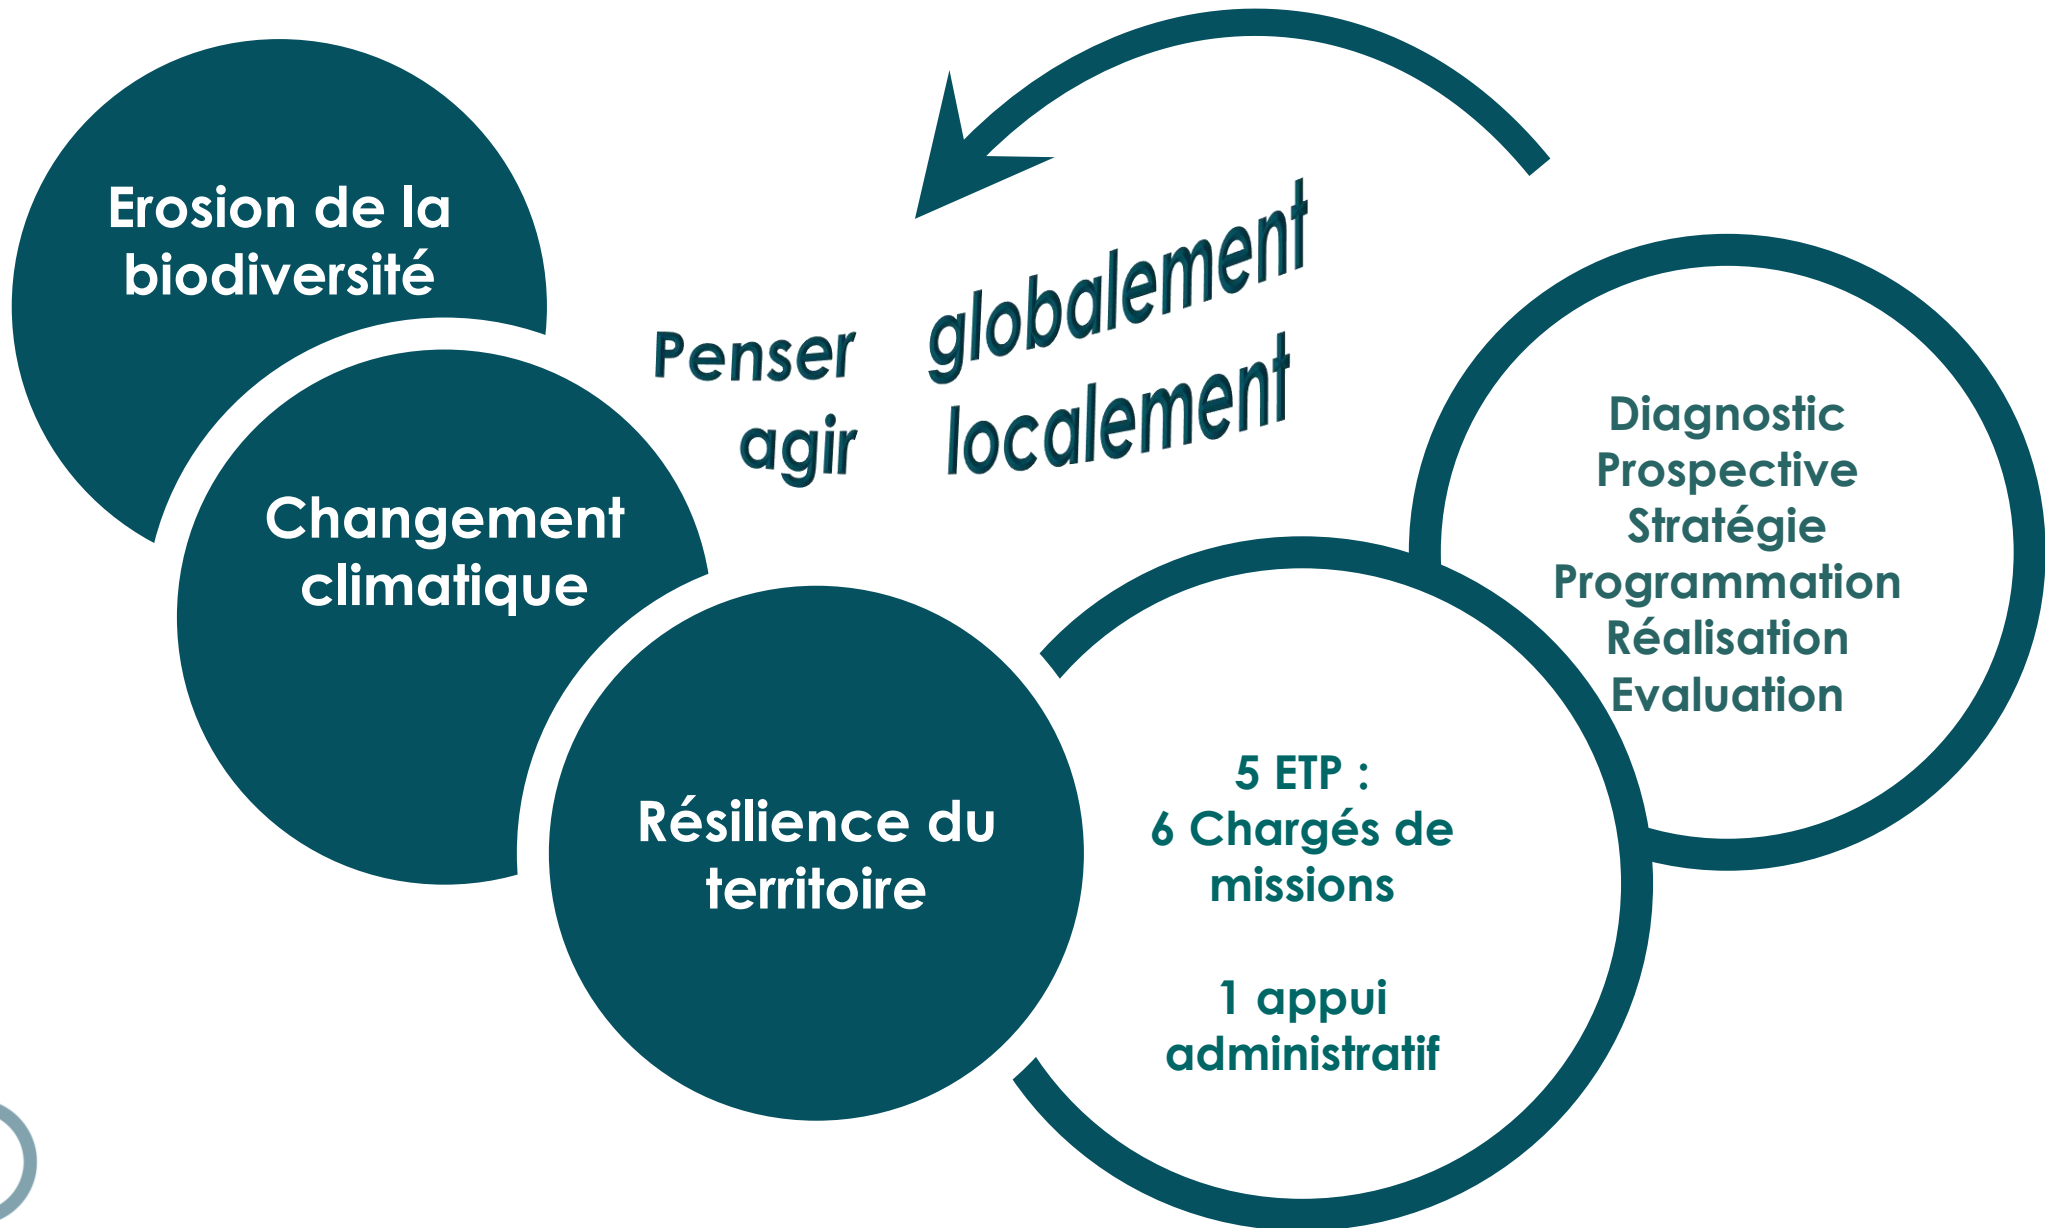 Erosion de la
biodiversité
Changement
climatique
Résilience du
territoire
Penser globalement
agir localement
5 ETP :
6 Chargés de
missions
1 appui
administratif
Diagnostic
Prospective
Stratégie
Programmation
Réalisation
Evaluation